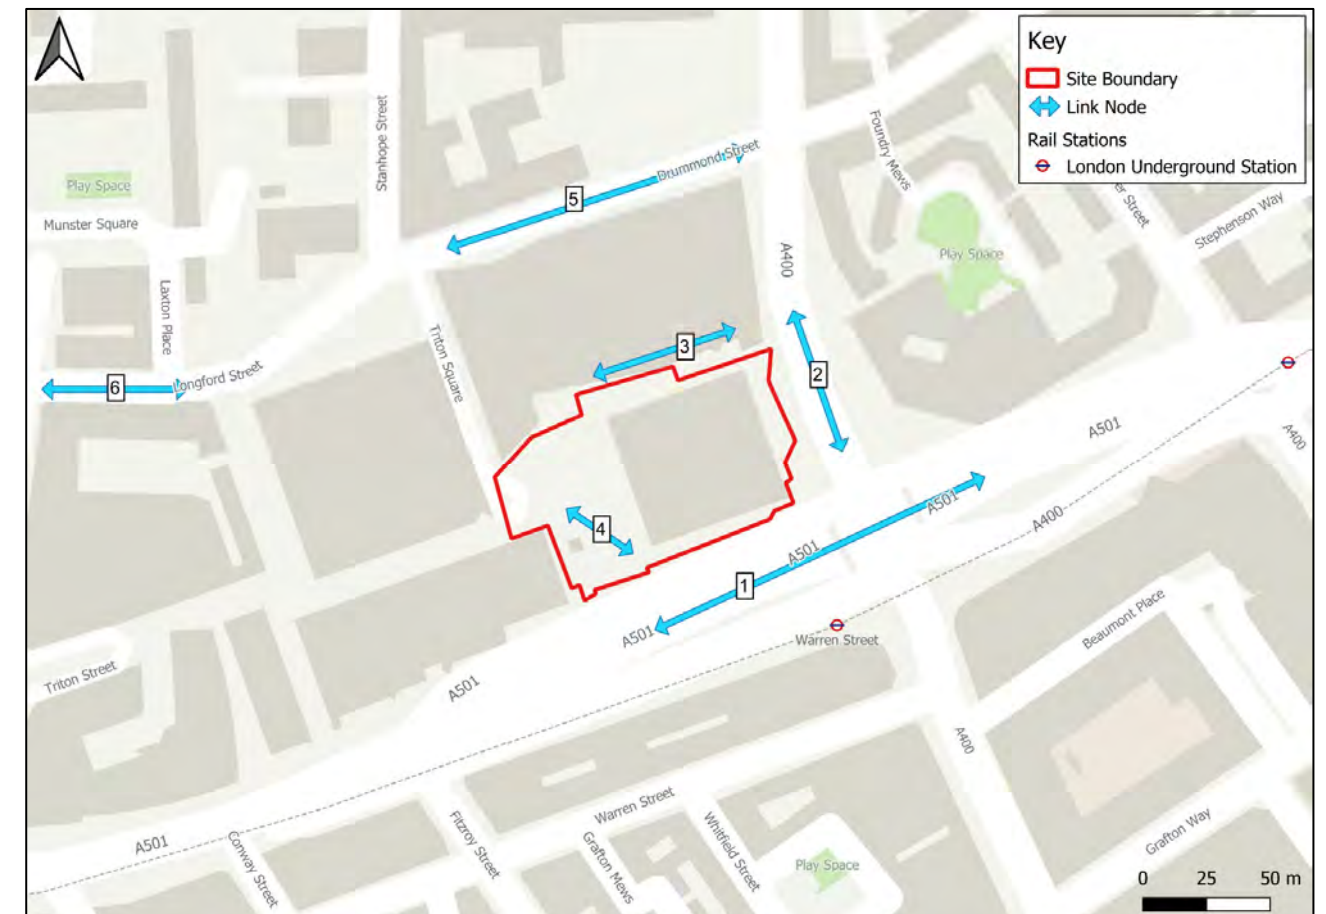 Key
Site Boundary
Link Node
Rail Stations
London Underground Station
Stanhope Street
Foundry Mews
Drummond Street
Play Space
5
er Street
Munster Square
Stephenson Way
A400
Play Space
Laxton Place
Triton Square
3
2
6
Longford Street
A501
A400
A501
A400
4
A501
1
Beaumont Place
A501
Warren Street
Triton Street
A501
A400
Warren Street
Whitfield Street
Fitzroy Street
Grafton Way
A501
Conway Street
Grafton Mews
Play Space
0 25 50 m